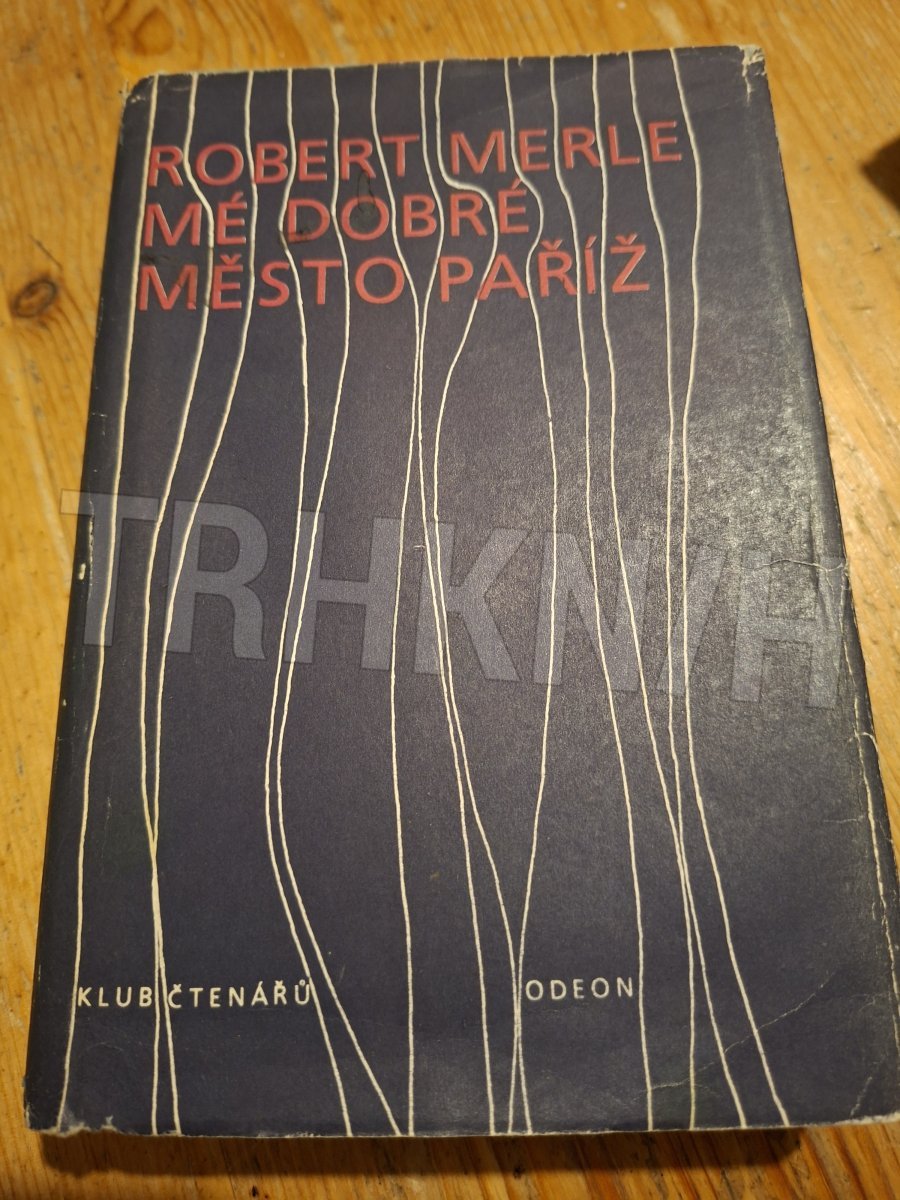 ROBERT MERLE
MÉ DOBRÉ
MĚSTO PAŘÍŽ
TRHKNIH
KLUB ČTENÁŘŮ
ODEON